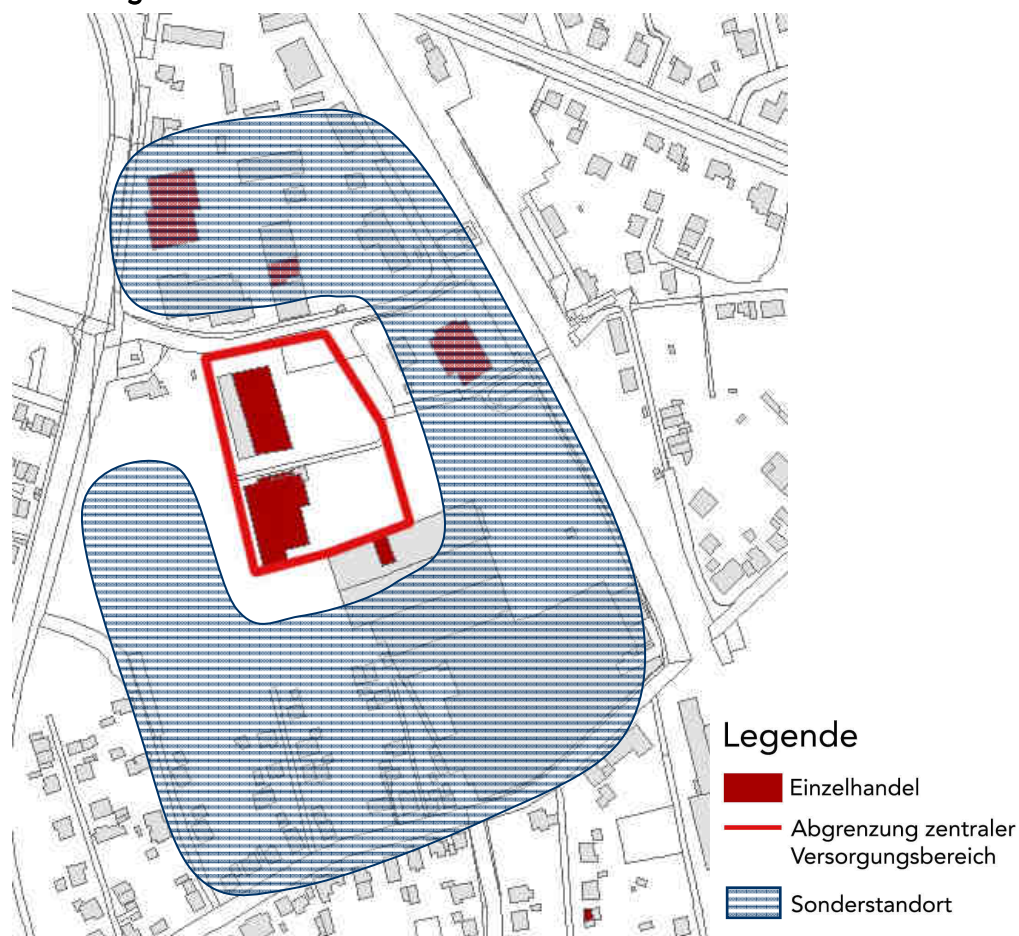 Legende
Einzelhandel
Abgrenzung zentraler
Versorgungsbereich
Sonderstandort